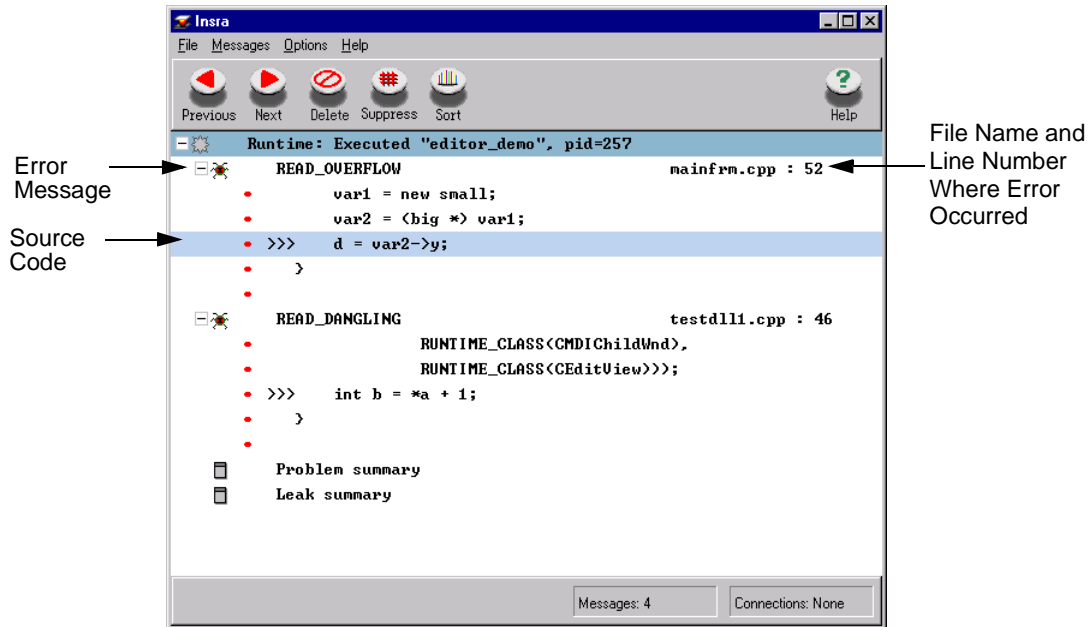 Insra
File Messages Options Help
Previous Next Delete Suppress Sort Help
Runtime: Executed "editor_demo", pid=257
READ_OVERFLOW mainfrm.cpp : 52
var1 = new small;
var2 = (big *) var1;
>>> d = var2->y;
}
READ_DANGLING testdll1.cpp : 46
RUNTIME_CLASS(CMDIChildWnd),
RUNTIME_CLASS(CEditView)));
>>> int b = *a + 1;
}
Problem summary
Leak summary
Messages: 4 Connections: None
Error
Message
Source
Code
File Name and
Line Number
Where Error
Occurred